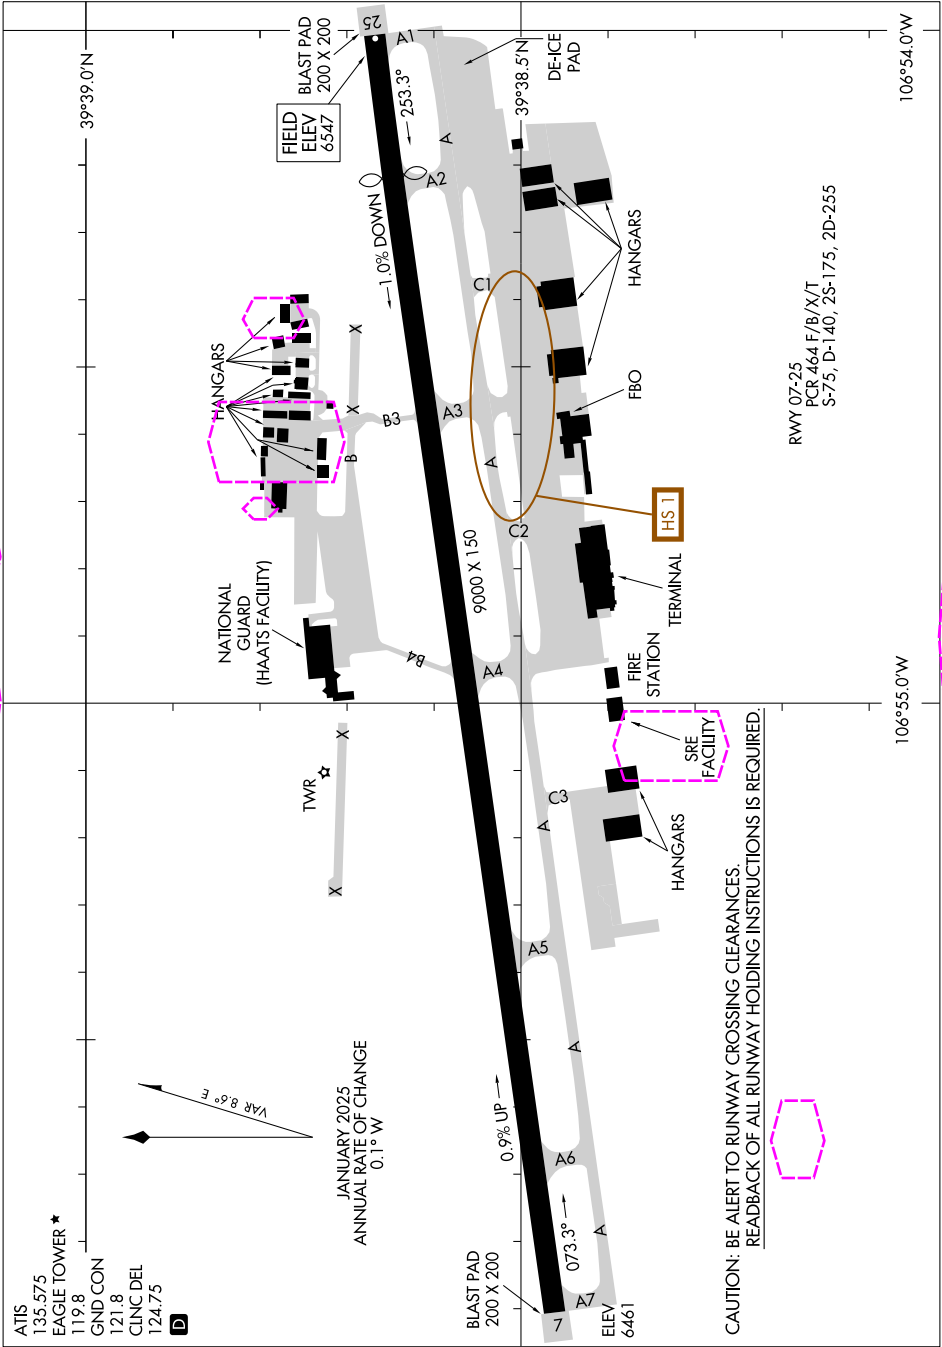 ATIS
135.575
EAGLE TOWER ★
119.8
GND CON
121.8
CLNC DEL
124.75
D
VAR 8.6° E
JANUARY 2025
ANNUAL RATE OF CHANGE
0.1° W
39°39.0'N
BLAST PAD
200 X 200
25
FIELD
ELEV
6547
253.3°
A1
A
A2
39°38.5'N
DE-ICE
PAD
106°54.0'W
1.0% DOWN
HANGARS
X
X
B3
B
A3
C1
A
C2
HANGARS
FBO
HS 1
TERMINAL
RWY 07-25
PCR 464 F/B/X/T
S-75, D-140, 2S-175, 2D-255
9000 X 150
NATIONAL
GUARD
(HAATS FACILITY)
B4
A4
FIRE
STATION
SRE
FACILITY
106°55.0'W
TWR
X
X
C3
A
HANGARS
A5
A
0.9% UP
A6
073.3°
A
BLAST PAD
200 X 200
7
A7
ELEV
6461
CAUTION: BE ALERT TO RUNWAY CROSSING CLEARANCES.
READBACK OF ALL RUNWAY HOLDING INSTRUCTIONS IS REQUIRED.